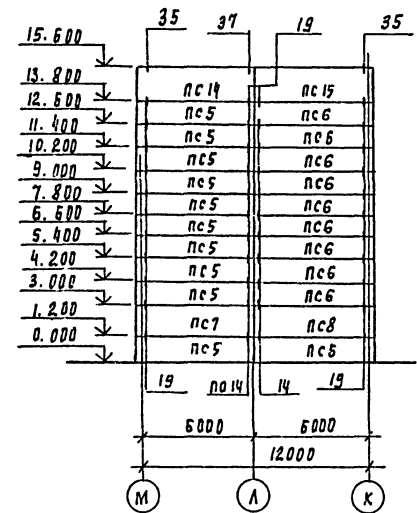 35 37 19 35
15.600
13.800
12.600
11.400
10.200
9.000
7.800
6.600
5.400
4.200
3.000
1.200
0.000
пс14 пс15
пс5 пс6
пс5 пс6
пс5 пс6
пс5 пс6
пс5 пс6
пс5 пс6
пс5 пс6
пс5 пс6
пс5 пс6
пс7 пс8
пс5 пс6
19 по14 14 19
6000 6000
12000
М Л К